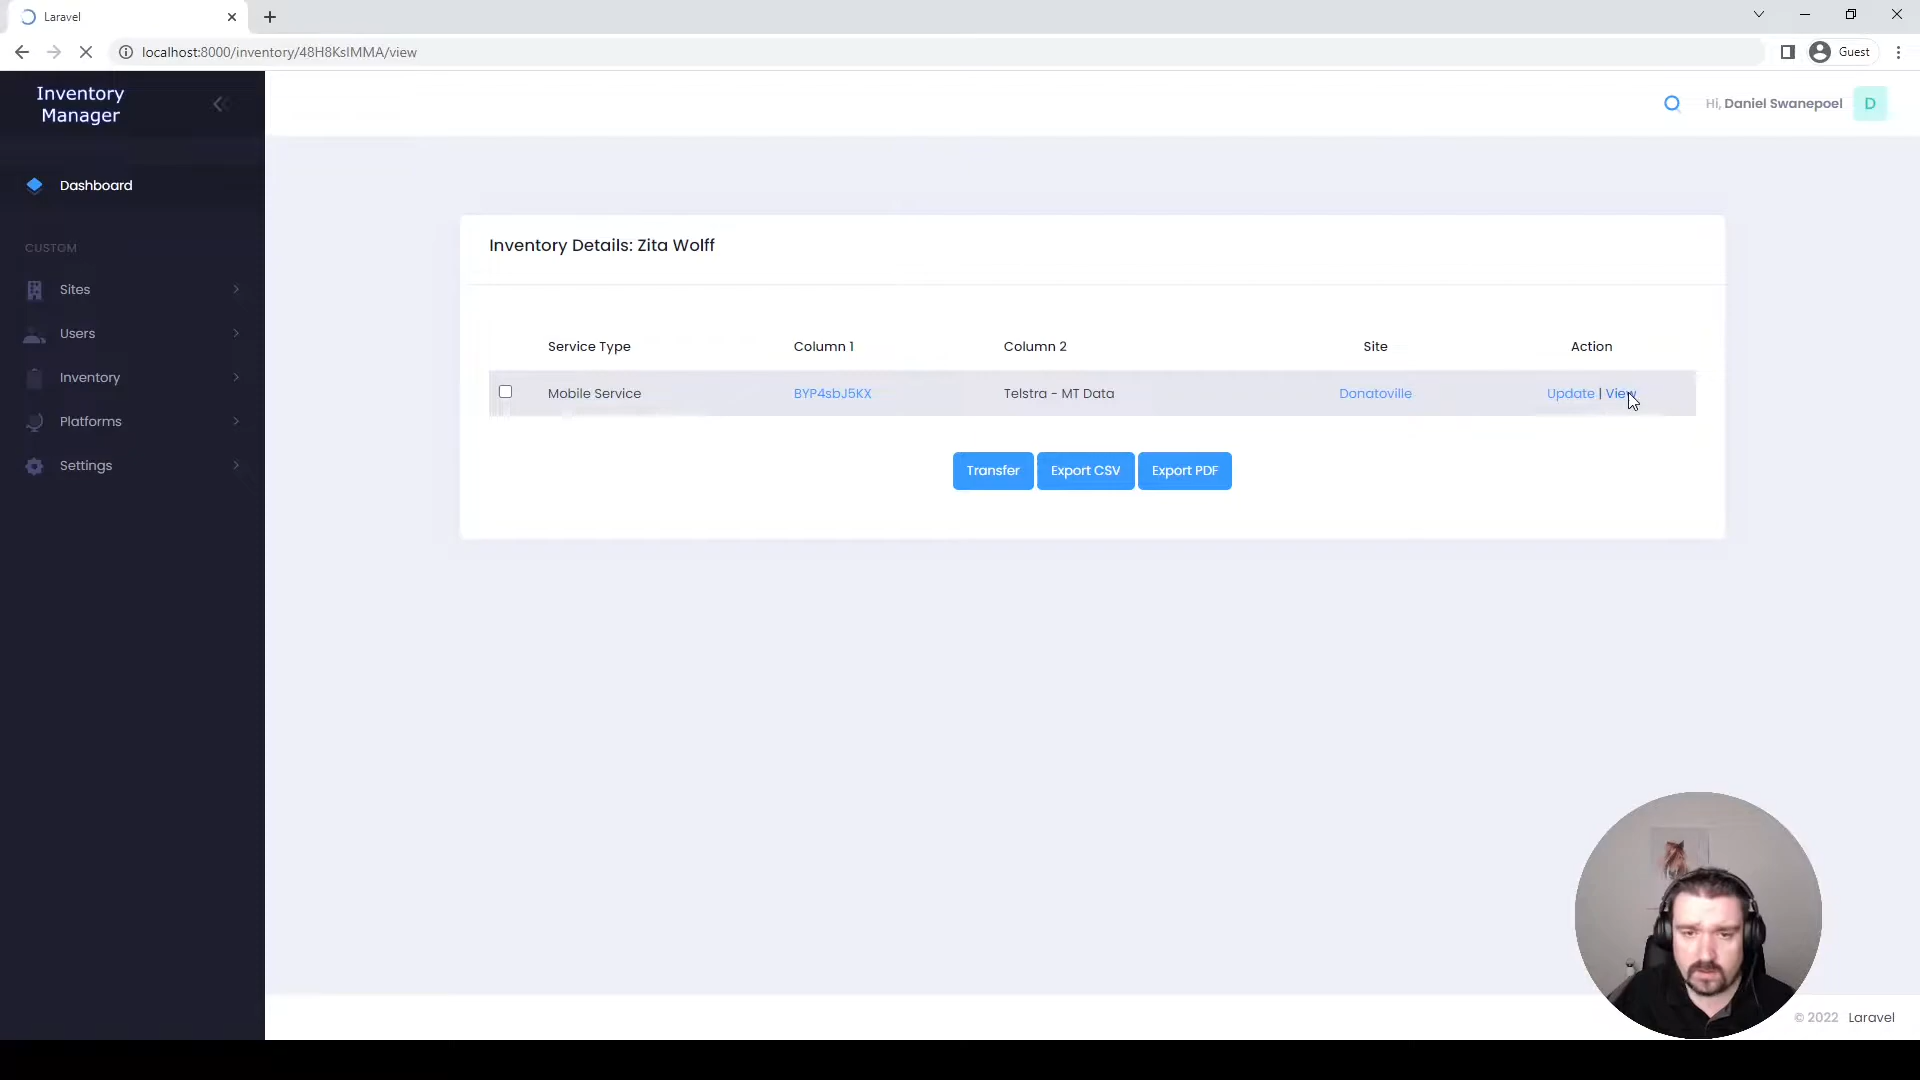 Laravel
localhost:8000/inventory/48H8KsIMMA/view
Guest
Inventory
Manager
Hi, Daniel Swanepoel
D
Dashboard
CUSTOM
Sites
Users
Inventory
Platforms
Settings
Inventory Details: Zita Wolff
Service Type Column 1 Column 2 Site Action
Mobile Service BYP4sbJ5KX Telstra - MT Data Donatoville Update | View
Transfer Export CSV Export PDF
© 2022 Laravel